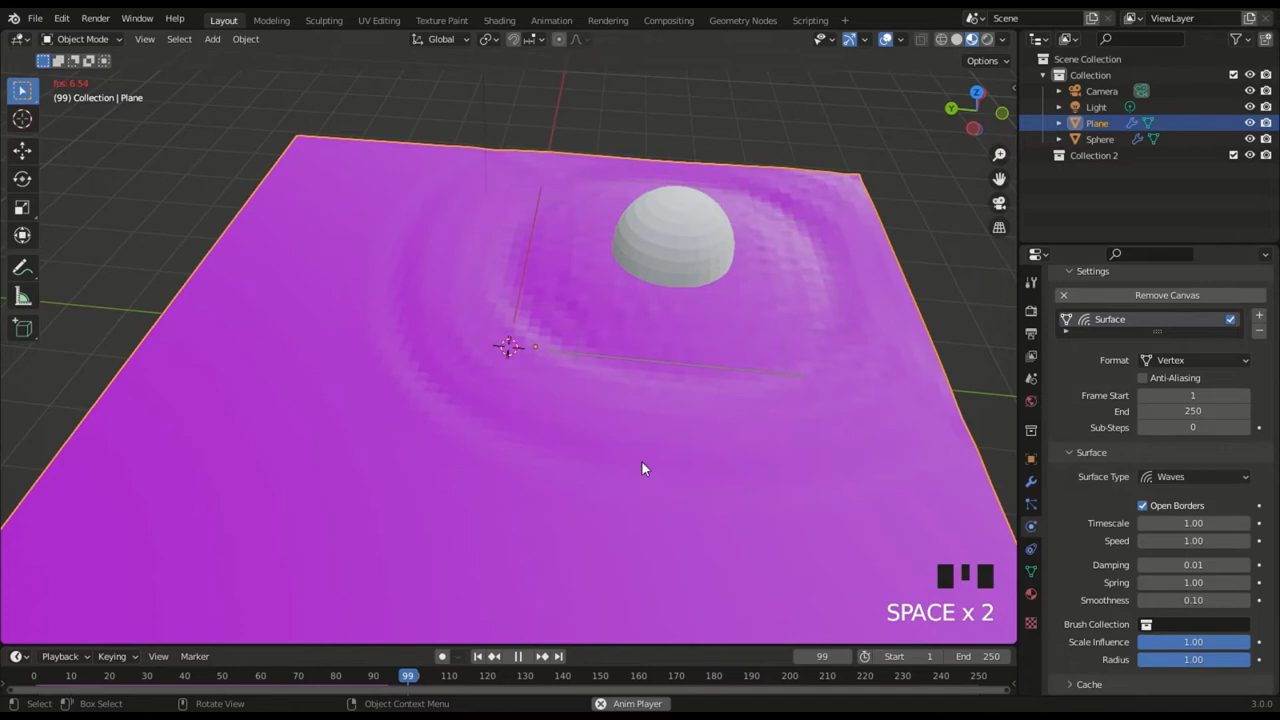 File Edit Render Window Help Layout Modeling Sculpting UV Editing Texture Paint Shading Animation Rendering Compositing Geometry Nodes Scripting + Scene ViewLayer
Object Mode View Select Add Object Global
Options
fps: 6.54
(99) Collection | Plane
Z
Y
Scene Collection
Collection
Camera
Light
Plane
Sphere
Collection 2
Settings
Remove Canvas
Surface
Format Vertex
Anti-Aliasing
Frame Start 1
End 250
Sub-Steps 0
Surface
Surface Type Waves
Open Borders
Timescale 1.00
Speed 1.00
Damping 0.01
Spring 1.00
Smoothness 0.10
Brush Collection
Scale Influence 1.00
Radius 1.00
Cache
SPACE x 2
Playback Keying View Marker 99 Start 1 End 250
0 10 20 30 40 50 60 70 80 90 99 110 120 130 140 150 160 170 180 190 200 210 220 230 240 250
Select Box Select Rotate View Object Context Menu Anim Player 3.0.0